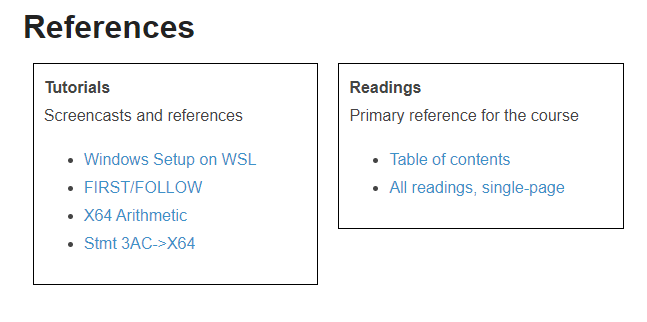 References
Tutorials
Screencasts and references
Windows Setup on WSL
FIRST/FOLLOW
X64 Arithmetic
Stmt 3AC->X64
Readings
Primary reference for the course
Table of contents
All readings, single-page